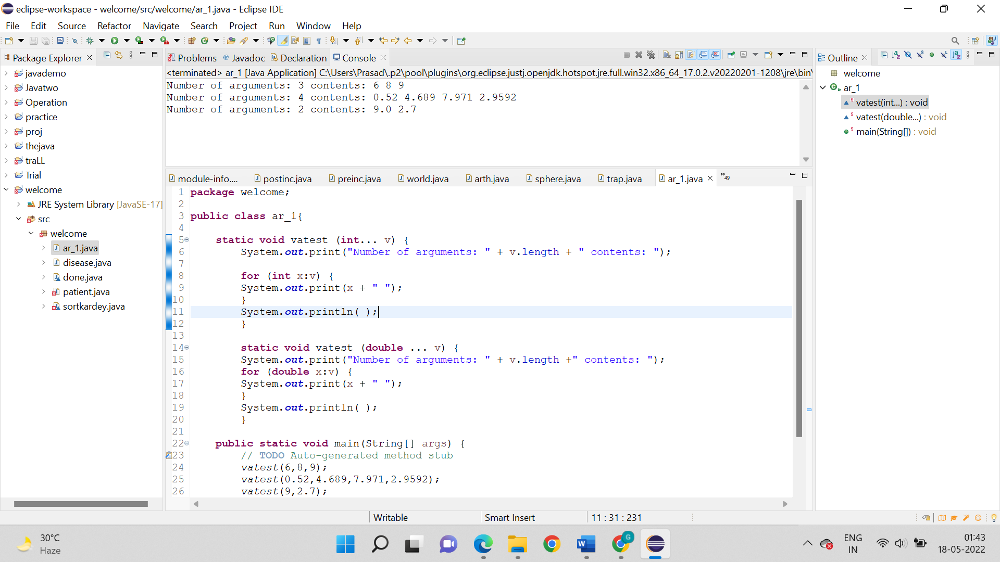 eclipse-workspace - welcome/src/welcome/ar_1.java - Eclipse IDE
File Edit Source Refactor Navigate Search Project Run Window Help
Package Explorer
javademo
Javatwo
Operation
practice
proj
thejava
traLL
Trial
welcome
JRE System Library [JavaSE-17]
src
welcome
ar_1.java
disease.java
done.java
patient.java
sortkardey.java
Problems @ Javadoc Declaration Console
<terminated> ar_1 [Java Application] C:\Users\Prasad\.p2\pool\plugins\org.eclipse.justj.openjdk.hotspot.jre.full.win32.x86_64_17.0.2.v20220201-1208\jre\bin\
Number of arguments: 3 contents: 6 8 9
Number of arguments: 4 contents: 0.52 4.689 7.971 2.9592
Number of arguments: 2 contents: 9.0 2.7
module-info.... postinc.java preinc.java world.java arth.java sphere.java trap.java ar_1.java »49
1 package welcome;
2
3 public class ar_1{
4
5 static void vatest (int... v) {
6 System.out.print("Number of arguments: " + v.length + " contents: ");
7
8 for (int x:v) {
9 System.out.print(x + " ");
10 }
11 System.out.println( );
12 }
13
14 static void vatest (double ... v) {
15 System.out.print("Number of arguments: " + v.length +" contents: ");
16 for (double x:v) {
17 System.out.print(x + " ");
18 }
19 System.out.println( );
20 }
21
22 public static void main(String[] args) {
23 // TODO Auto-generated method stub
24 vatest(6,8,9);
25 vatest(0.52,4.689,7.971,2.9592);
26 vatest(9,2.7);
Outline
welcome
ar_1
vatest(int...) : void
vatest(double...) : void
main(String[]) : void
Writable Smart Insert 11 : 31 : 231
30°C
Haze
W
G
ENG
IN
01:43
18-05-2022